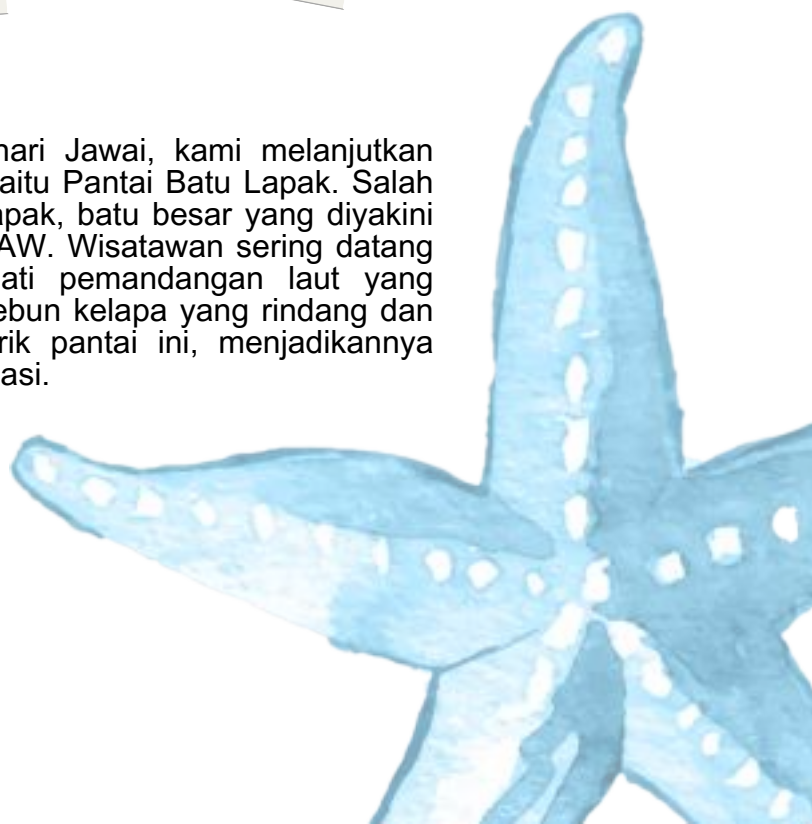 hari Jawai, kami melanjutkan
aitu Pantai Batu Lapak. Salah
apak, batu besar yang diyakini
AW. Wisatawan sering datang
ati pemandangan laut yang
ebun kelapa yang rindang dan
rik pantai ini, menjadikannya
asi.